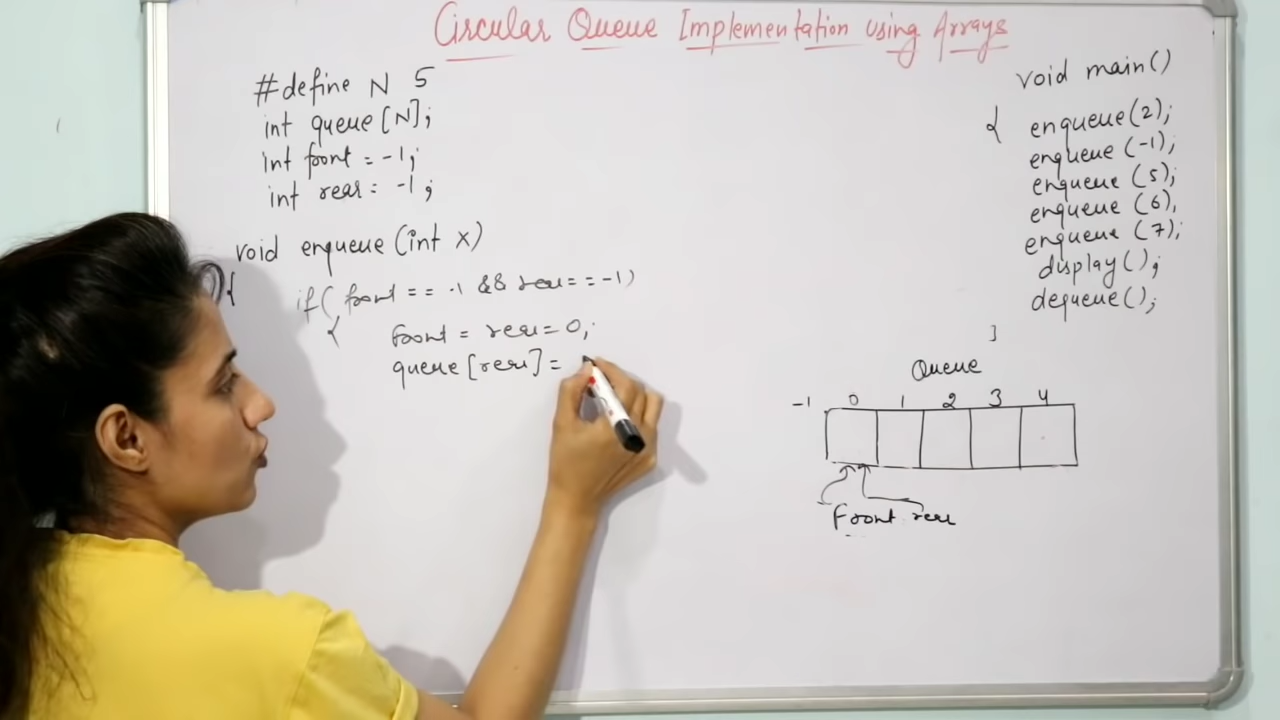 Circular Queue Implementation using Arrays
#define N 5
int queue[N];
int front = -1;
int rear = -1;
void enqueue(int x)
{
if( front == -1 && rear == -1)
{ front = rear = 0;
queue[rear] =
void main()
{ enqueue(2);
enqueue(-1);
enqueue(5);
enqueue(6),
enqueue(7);
display();
dequeue();
}
Queue
-1 0 1 2 3 4
Front rear